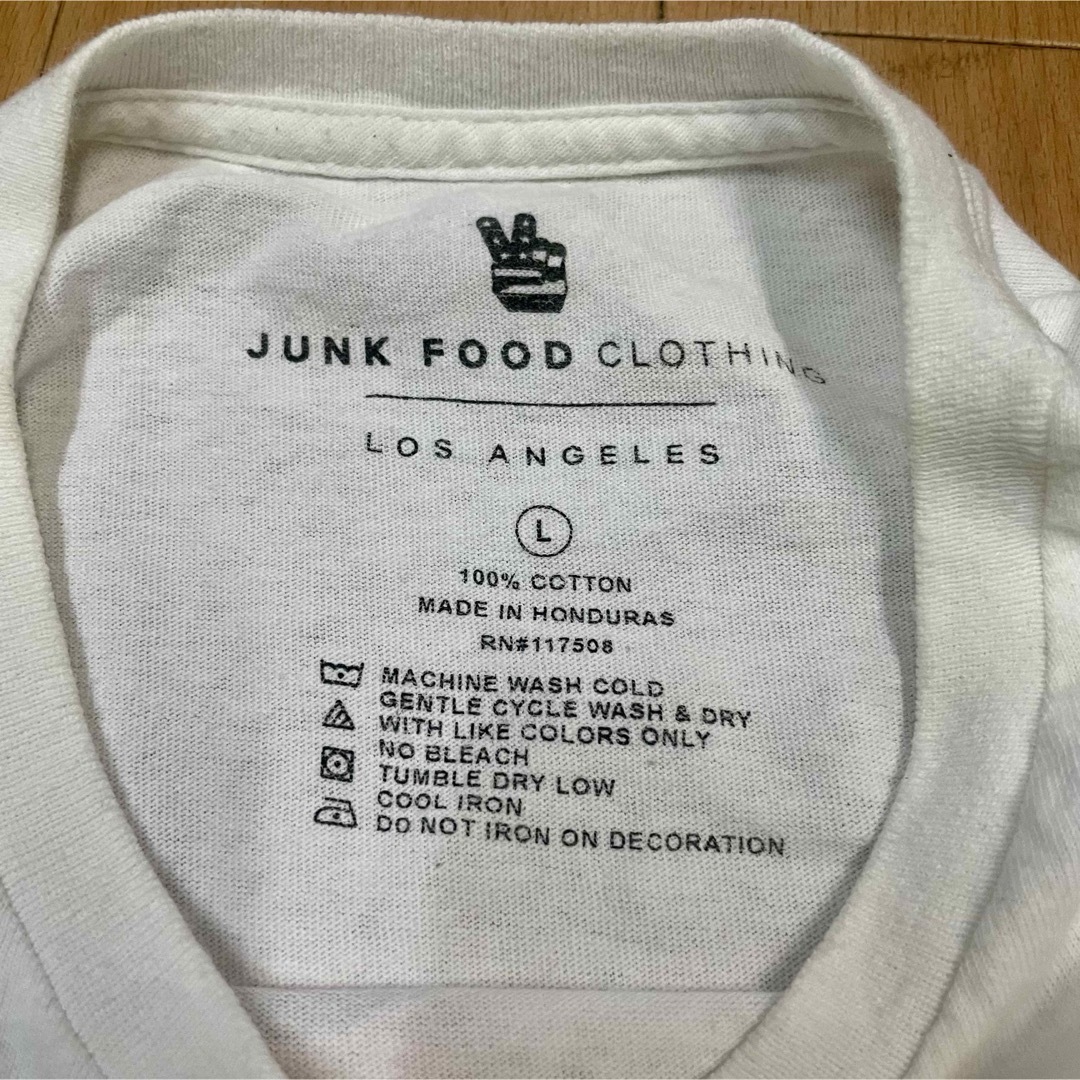 JUNK FOOD CLOTHING
LOS ANGELES
L
100% COTTON
MADE IN HONDURAS
RN#117508
MACHINE WASH COLD
GENTLE CYCLE WASH & DRY
WITH LIKE COLORS ONLY
NO BLEACH
TUMBLE DRY LOW
COOL IRON
DO NOT IRON ON DECORATION